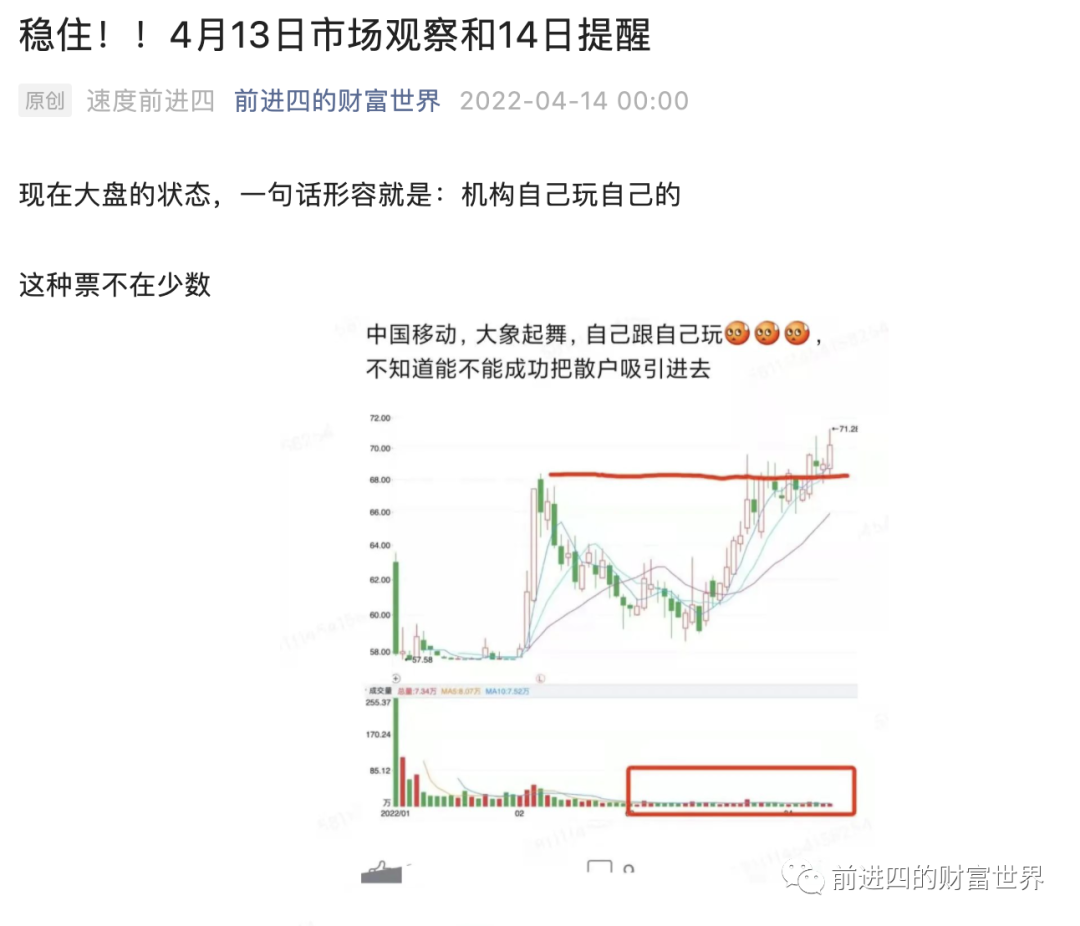 稳住！！4月13日市场观察和14日提醒
原创 速度前进四 前进四的财富世界 2022-04-14 00:00
现在大盘的状态，一句话形容就是：机构自己玩自己的
这种票不在少数
中国移动，大象起舞，自己跟自己玩🥺🥺🥺，
不知道能不能成功把散户吸引进去
72.00
←71.28
70.00
68.00
66.00
64.00
62.00
60.00
58.00
←57.58
L
成交量 总量:7.34万 MA5:8.07万 MA10:7.52万
255.37
170.24
85.12
万
2022/01 02
前进四的财富世界